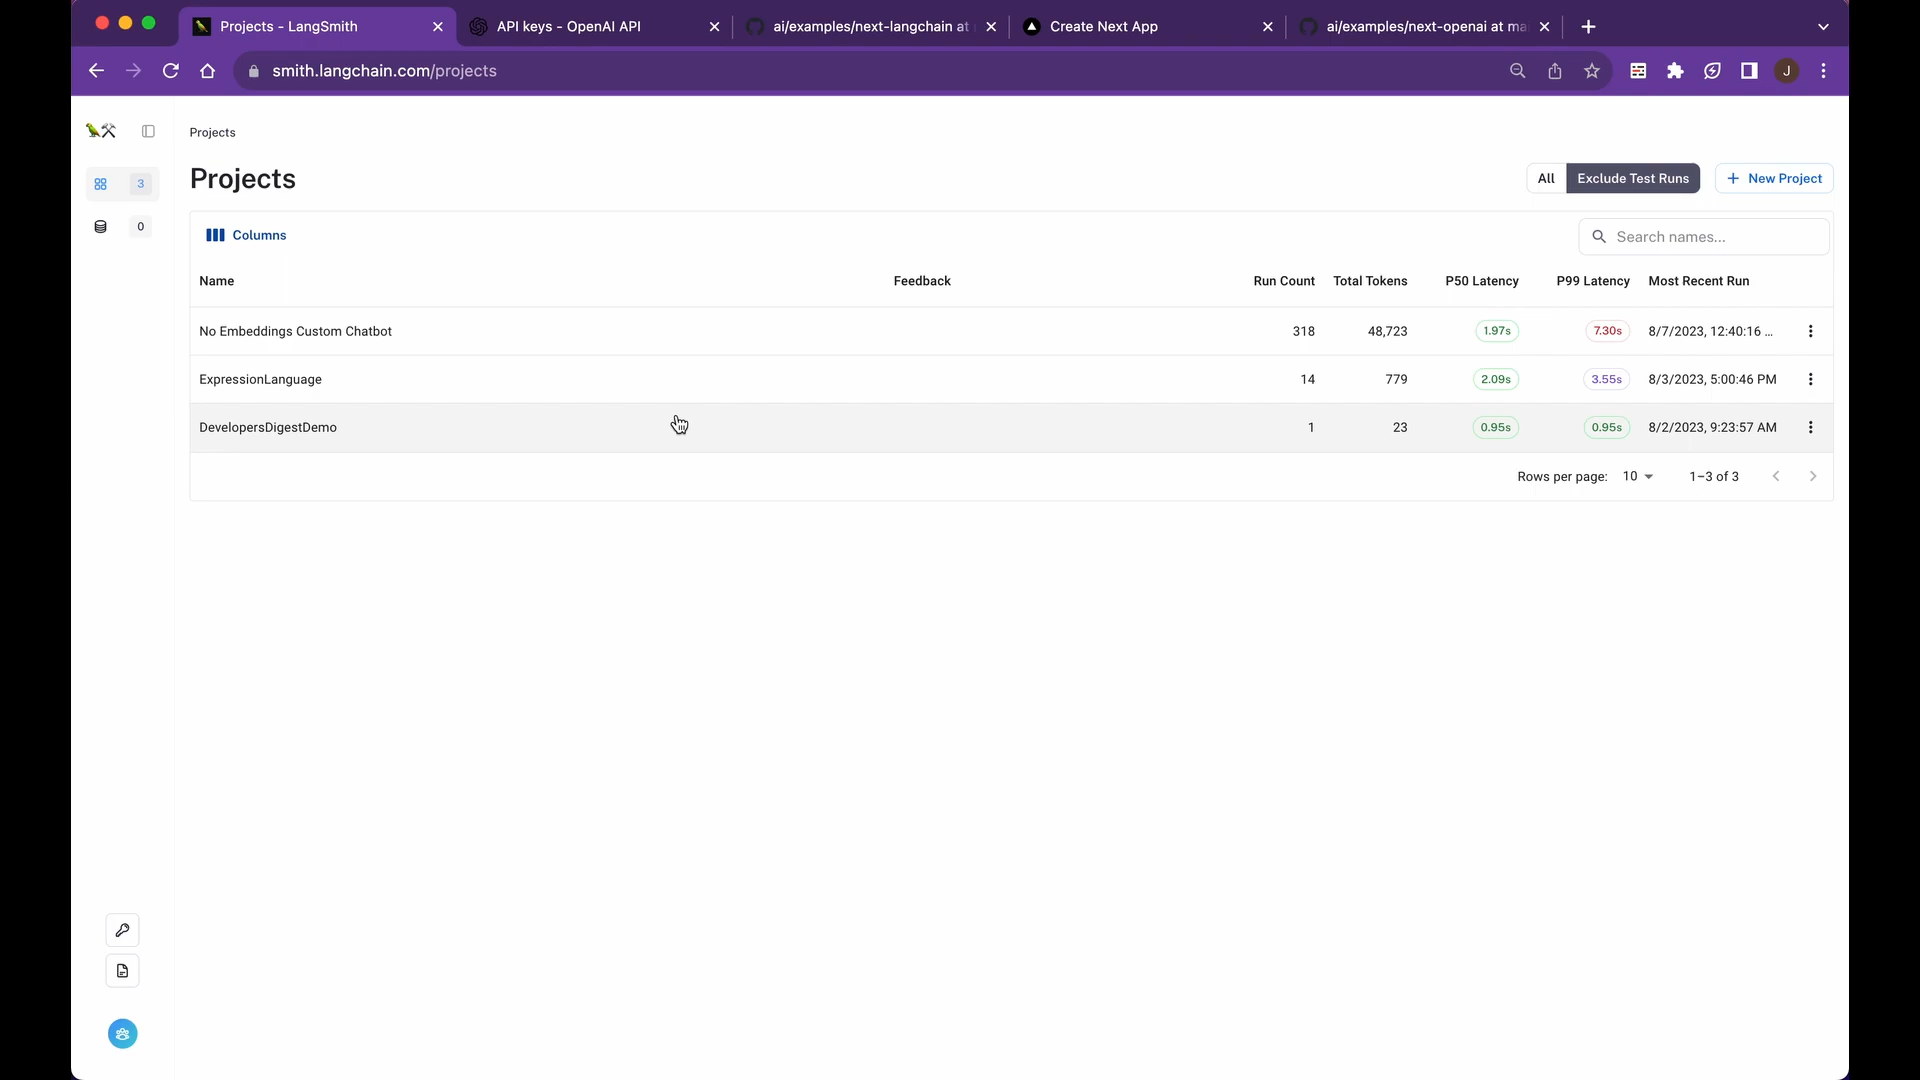 Projects - LangSmith
API keys - OpenAI API
ai/examples/next-langchain at
Create Next App
ai/examples/next-openai at ma
smith.langchain.com/projects
J
Projects
3
0
Projects
All
Exclude Test Runs
New Project
Columns
Search names...
Name Feedback Run Count Total Tokens P50 Latency P99 Latency Most Recent Run
No Embeddings Custom Chatbot 318 48,723 1.97s 7.30s 8/7/2023, 12:40:16 ...
ExpressionLanguage 14 779 2.09s 3.55s 8/3/2023, 5:00:46 PM
DevelopersDigestDemo 1 23 0.95s 0.95s 8/2/2023, 9:23:57 AM
Rows per page: 10 1–3 of 3